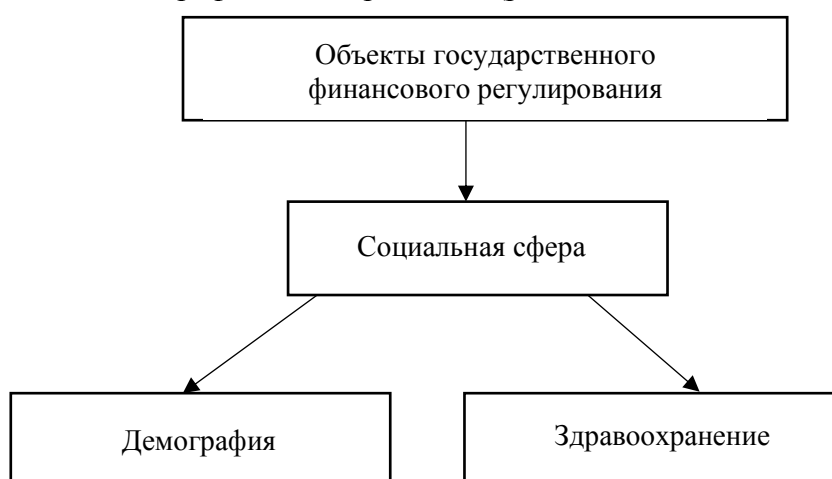 Объекты государственного
финансового регулирования
Социальная сфера
Демография
Здравоохранение